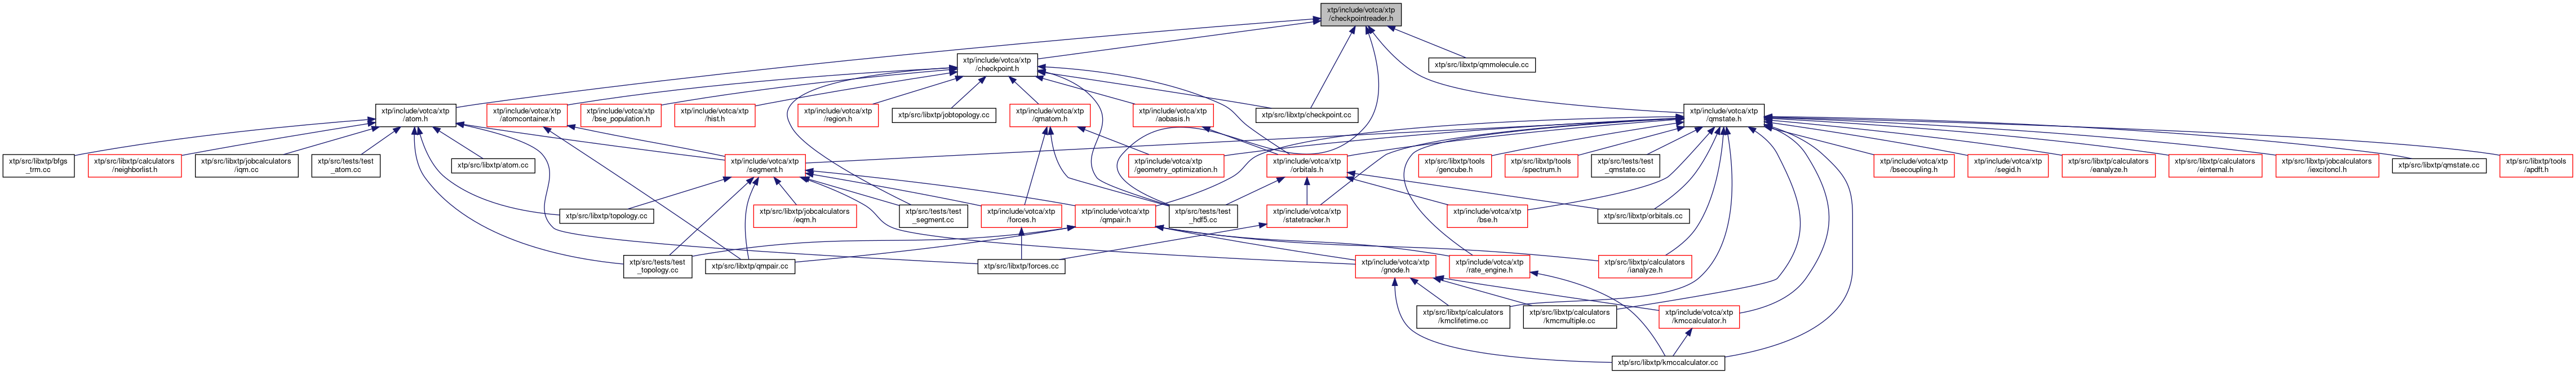 xtp/include/votca/xtp
/checkpointreader.h
xtp/include/votca/xtp
/checkpoint.h
xtp/src/libxtp/qmmolecule.cc
xtp/include/votca/xtp
/atom.h
xtp/include/votca/xtp
/atomcontainer.h
xtp/include/votca/xtp
/bse_population.h
xtp/include/votca/xtp
/hist.h
xtp/include/votca/xtp
/region.h
xtp/src/libxtp/jobtopology.cc
xtp/include/votca/xtp
/qmatom.h
xtp/include/votca/xtp
/aobasis.h
xtp/src/libxtp/checkpoint.cc
xtp/include/votca/xtp
/qmstate.h
xtp/src/libxtp/bfgs
_trm.cc
xtp/src/libxtp/calculators
/neighborlist.h
xtp/src/libxtp/jobcalculators
/iqm.cc
xtp/src/tests/test
_atom.cc
xtp/src/libxtp/atom.cc
xtp/include/votca/xtp
/segment.h
xtp/include/votca/xtp
/geometry_optimization.h
xtp/include/votca/xtp
/orbitals.h
xtp/src/libxtp/tools
/gencube.h
xtp/src/libxtp/tools
/spectrum.h
xtp/src/tests/test
_qmstate.cc
xtp/include/votca/xtp
/bsecoupling.h
xtp/include/votca/xtp
/segid.h
xtp/src/libxtp/calculators
/eanalyze.h
xtp/src/libxtp/calculators
/einternal.h
xtp/src/libxtp/jobcalculators
/iexcitoncl.h
xtp/src/libxtp/qmstate.cc
xtp/src/libxtp/tools
/apdft.h
xtp/src/libxtp/topology.cc
xtp/src/libxtp/jobcalculators
/eqm.h
xtp/src/tests/test
_segment.cc
xtp/include/votca/xtp
/forces.h
xtp/include/votca/xtp
/qmpair.h
xtp/src/tests/test
_hdf5.cc
xtp/include/votca/xtp
/statetracker.h
xtp/include/votca/xtp
/bse.h
xtp/src/libxtp/orbitals.cc
xtp/src/tests/test
_topology.cc
xtp/src/libxtp/qmpair.cc
xtp/src/libxtp/forces.cc
xtp/include/votca/xtp
/gnode.h
xtp/include/votca/xtp
/rate_engine.h
xtp/src/libxtp/calculators
/ianalyze.h
xtp/src/libxtp/calculators
/kmclifetime.cc
xtp/src/libxtp/calculators
/kmcmultiple.cc
xtp/include/votca/xtp
/kmccalculator.h
xtp/src/libxtp/kmccalculator.cc